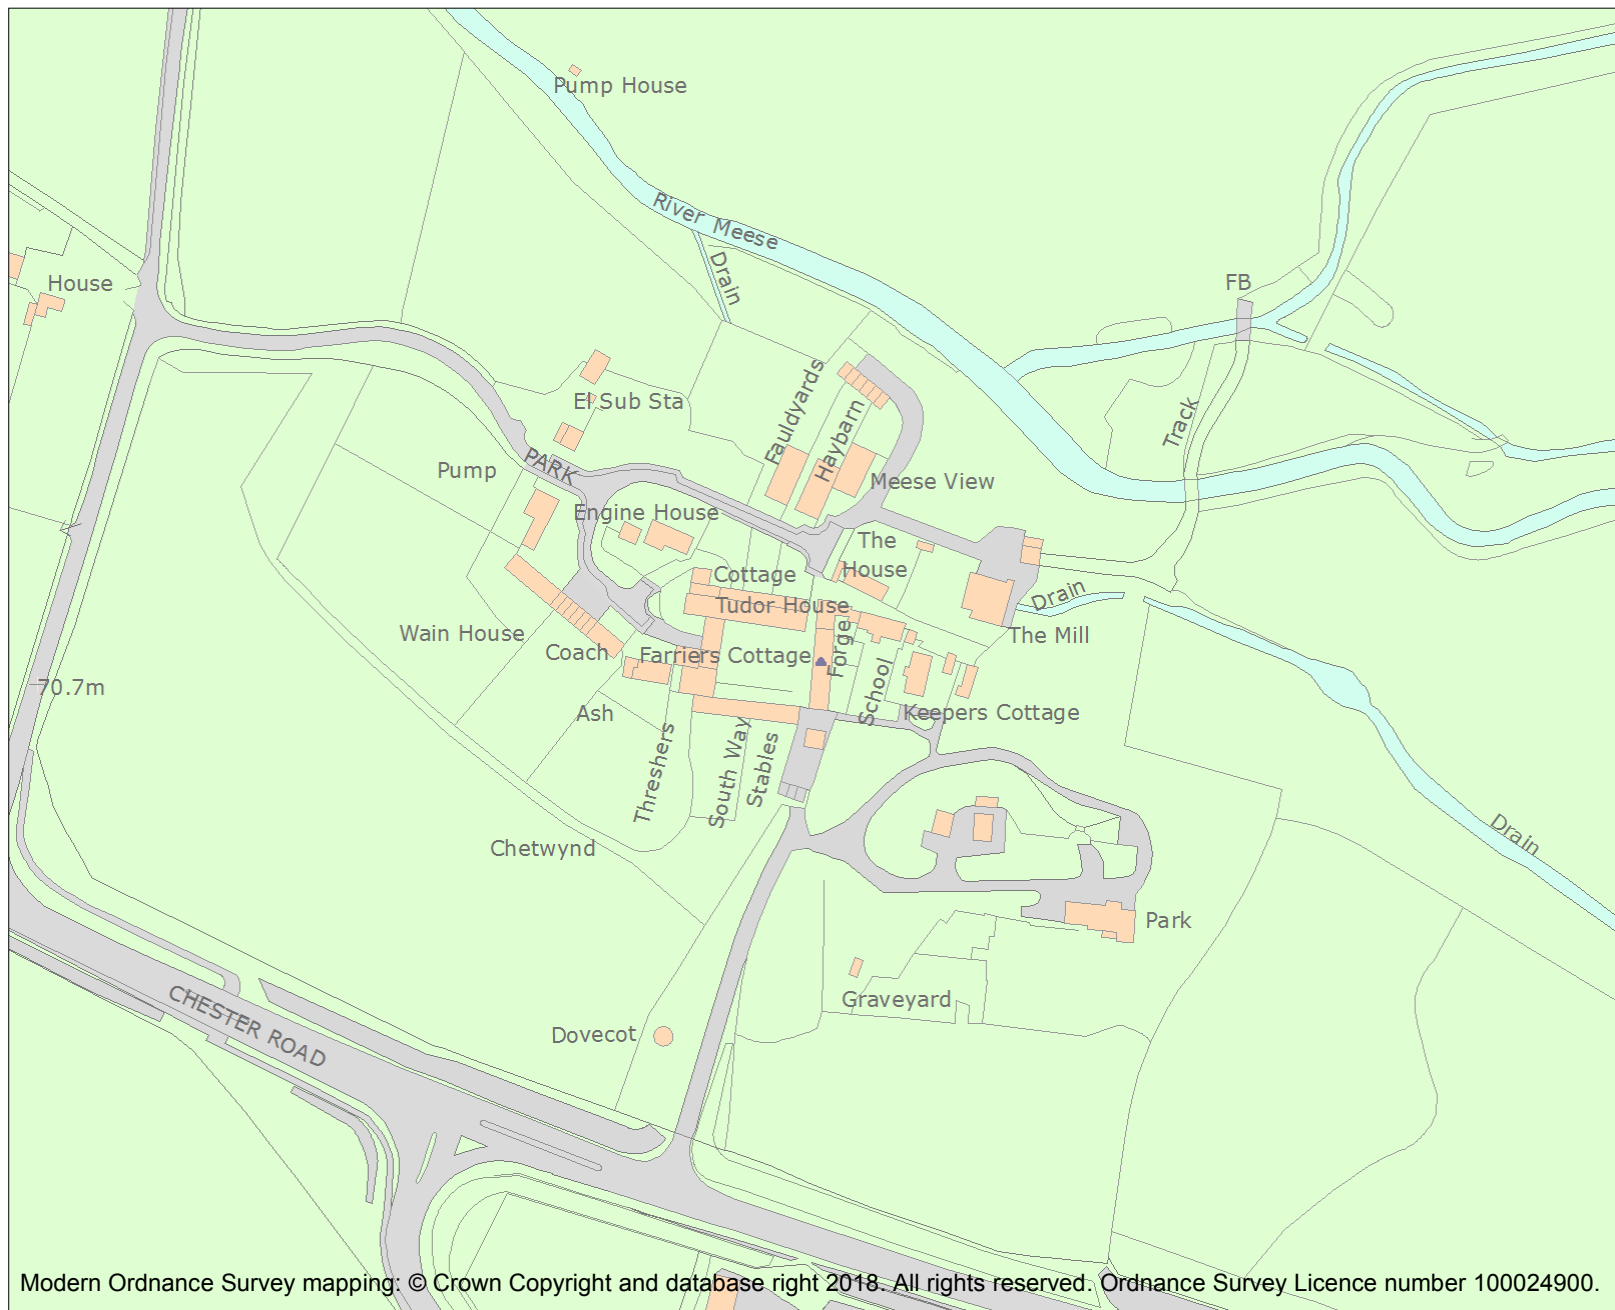 Pump House
River Meese
Drain
House
FB
El Sub Sta
Fauldyards
Haybarn
Track
PARK
Pump
Meese View
Engine House
The
House
Cottage
Tudor House
Drain
The Mill
Wain House
Coach
Farriers Cottage
Forge
School
70.7m
Ash
Keepers Cottage
Threshers
South Way
Stables
Chetwynd
Drain
Park
CHESTER ROAD
Graveyard
Dovecot
Modern Ordnance Survey mapping: © Crown Copyright and database right 2018. All rights reserved. Ordnance Survey Licence number 100024900.